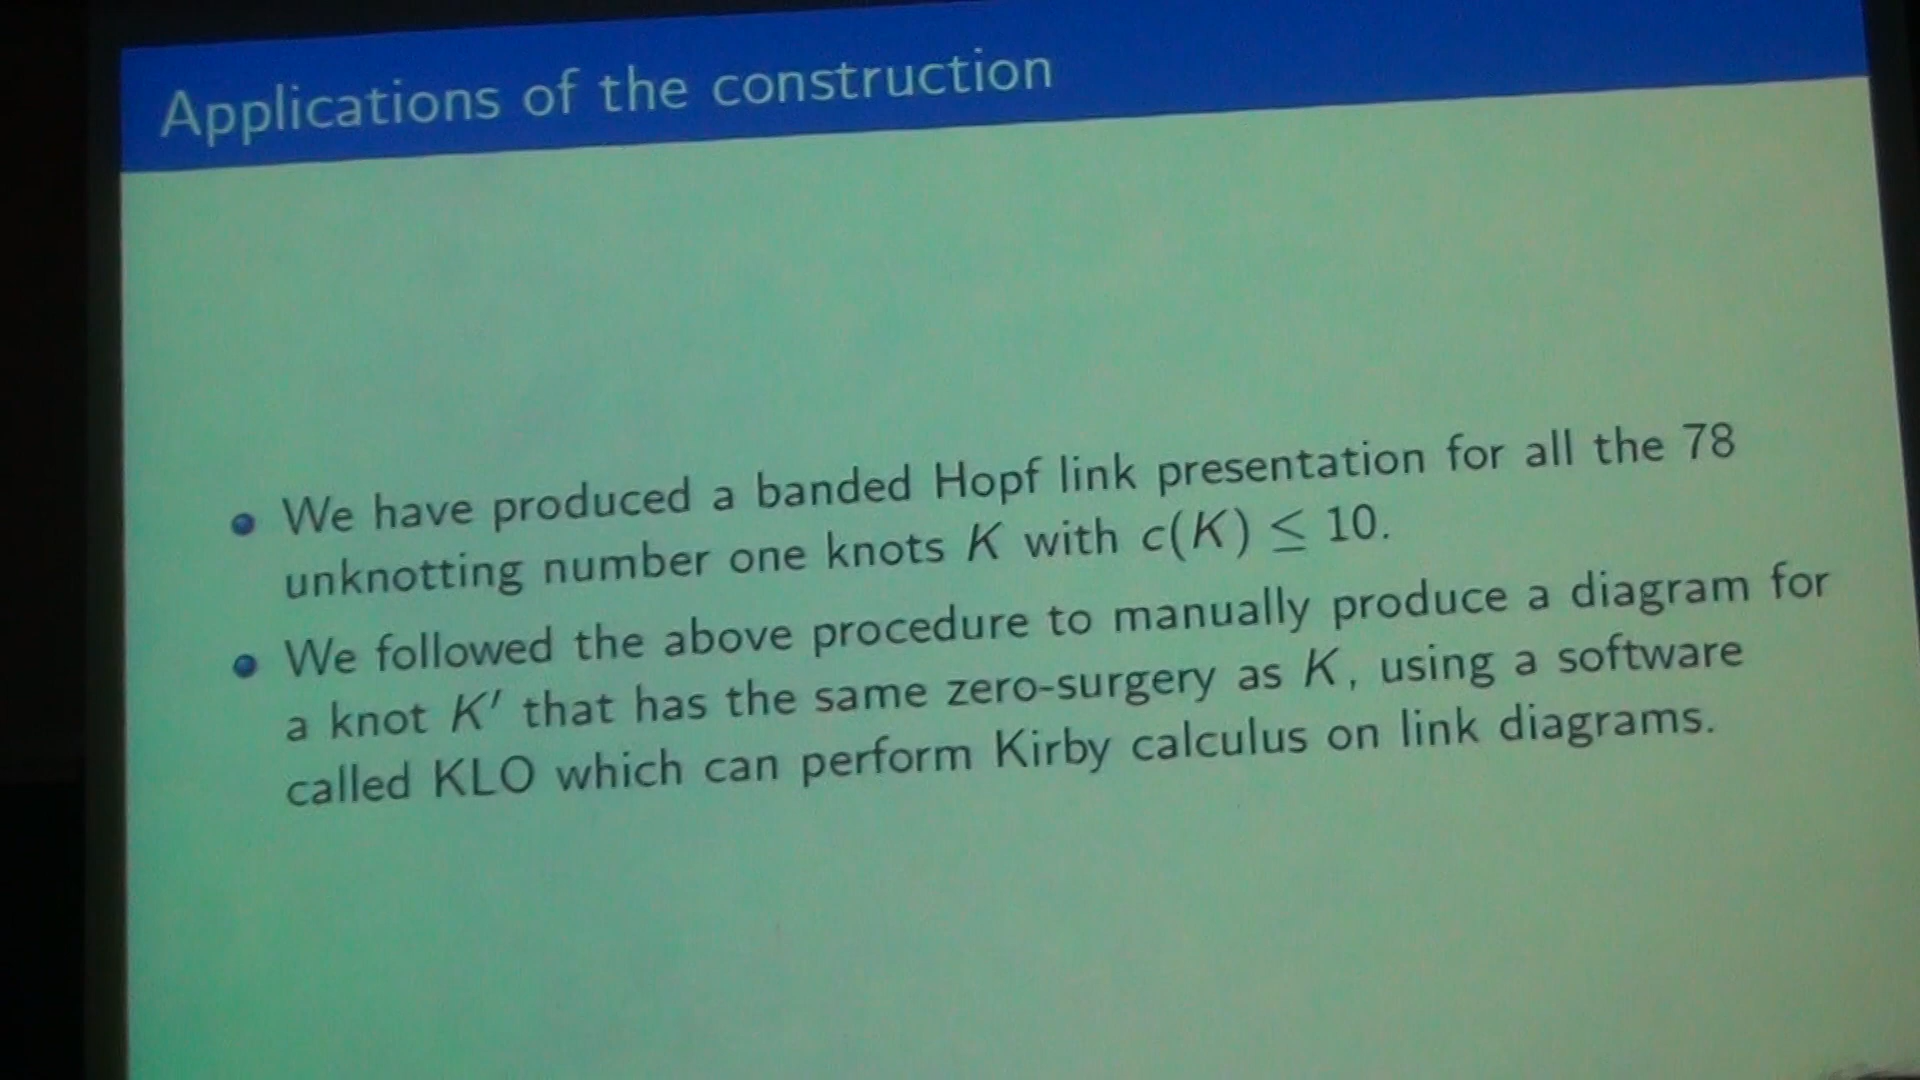 Applications of the construction
We have produced a banded Hopf link presentation for all the 78
unknotting number one knots K with c(K) ≤ 10.
We followed the above procedure to manually produce a diagram for
a knot K′ that has the same zero-surgery as K, using a software
called KLO which can perform Kirby calculus on link diagrams.